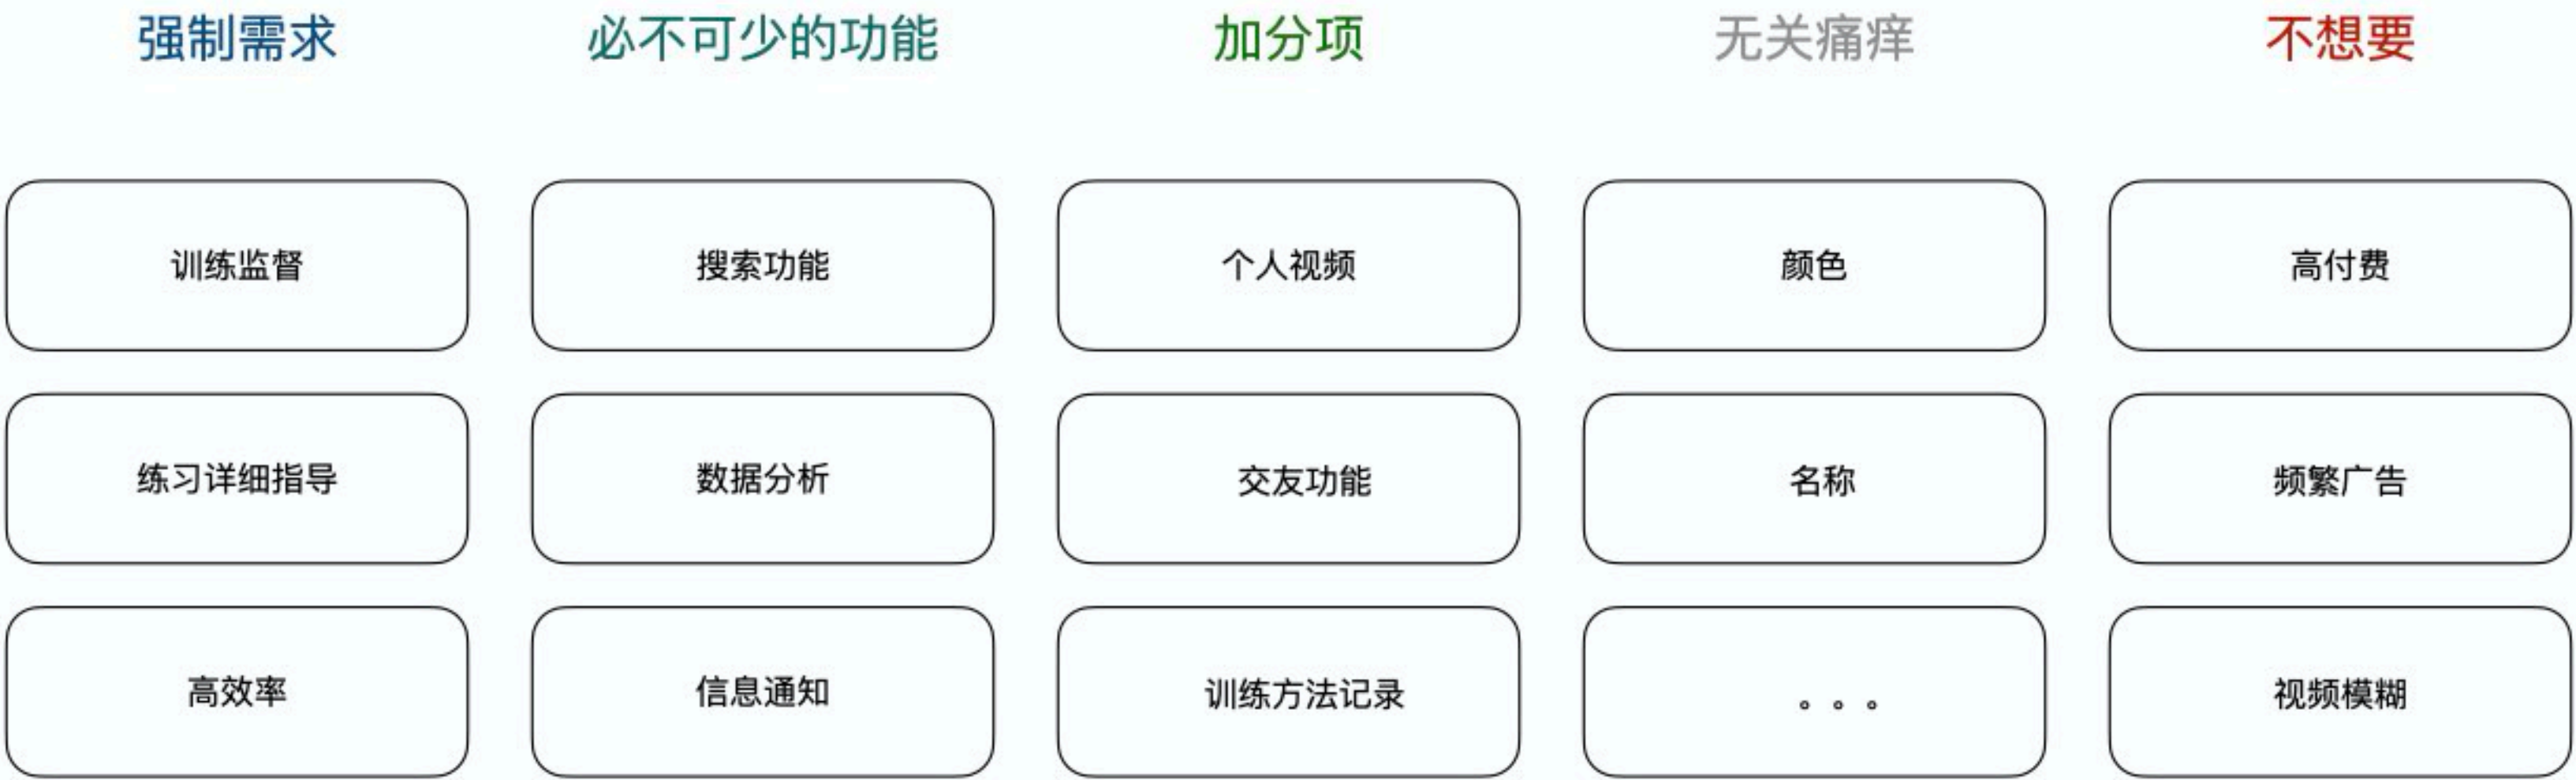 强制需求
必不可少的功能
加分项
无关痛痒
不想要
训练监督
搜索功能
个人视频
颜色
高付费
练习详细指导
数据分析
交友功能
名称
频繁广告
高效率
信息通知
训练方法记录
。。。
视频模糊